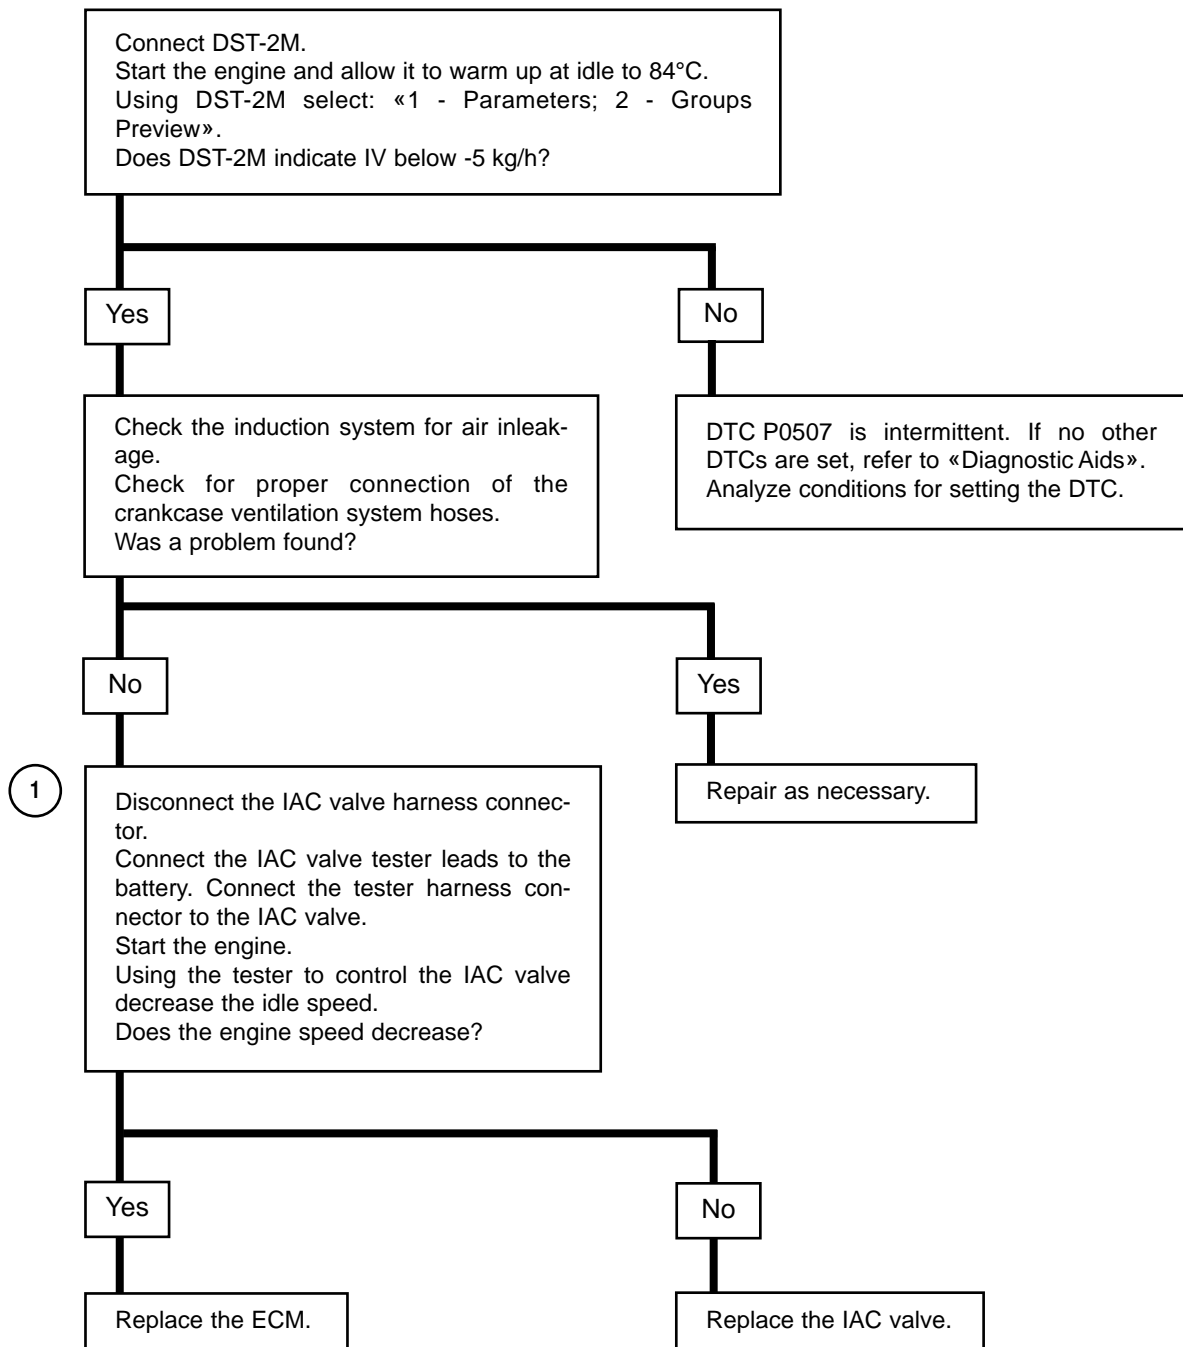 Connect DST-2M.
Start the engine and allow it to warm up at idle to 84°C.
Using DST-2M select: «1 - Parameters; 2 - Groups
Preview».
Does DST-2M indicate IV below -5 kg/h?
Yes
No
Check the induction system for air inleak-
age.
Check for proper connection of the
crankcase ventilation system hoses.
Was a problem found?
DTC P0507 is intermittent. If no other
DTCs are set, refer to «Diagnostic Aids».
Analyze conditions for setting the DTC.
No
Yes
1
Disconnect the IAC valve harness connec-
tor.
Connect the IAC valve tester leads to the
battery. Connect the tester harness con-
nector to the IAC valve.
Start the engine.
Using the tester to control the IAC valve
decrease the idle speed.
Does the engine speed decrease?
Repair as necessary.
Yes
No
Replace the ECM.
Replace the IAC valve.